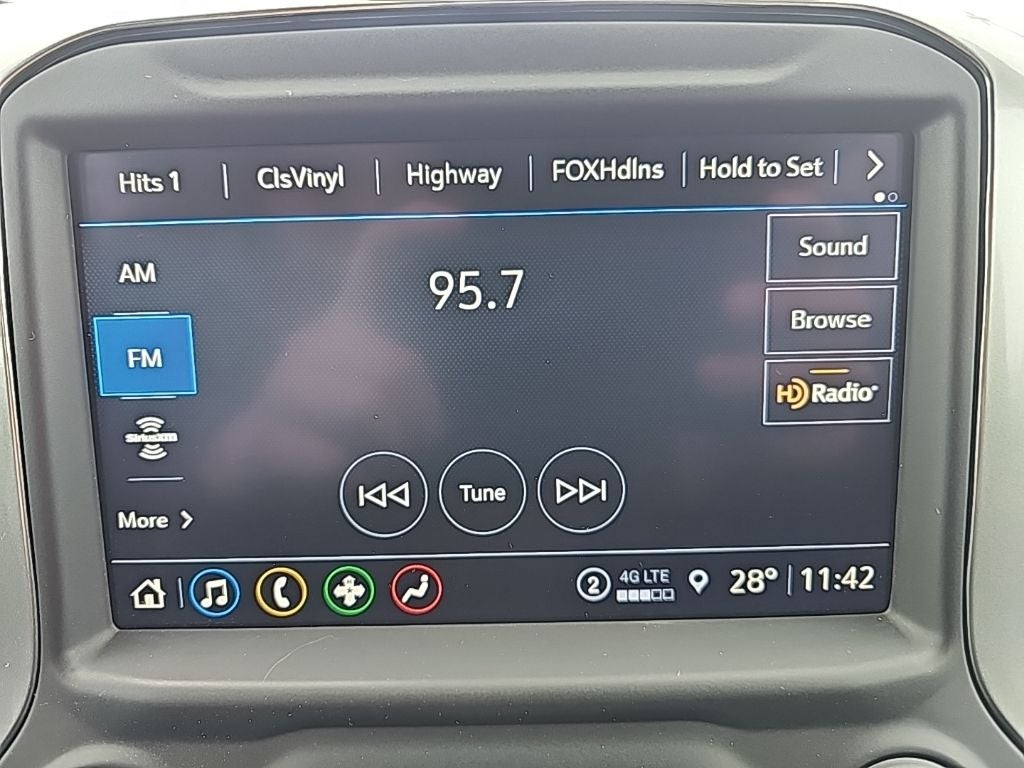 Hits 1 | ClsVinyl | Highway | FOXHdlns | Hold to Set |
AM
95.7
Sound
FM
Browse
HD Radio
SiriusXM
More
Tune
2 4G LTE 28° | 11:42